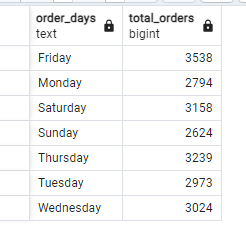 order_days total_orders
text bigint
Friday 3538
Monday 2794
Saturday 3158
Sunday 2624
Thursday 3239
Tuesday 2973
Wednesday 3024